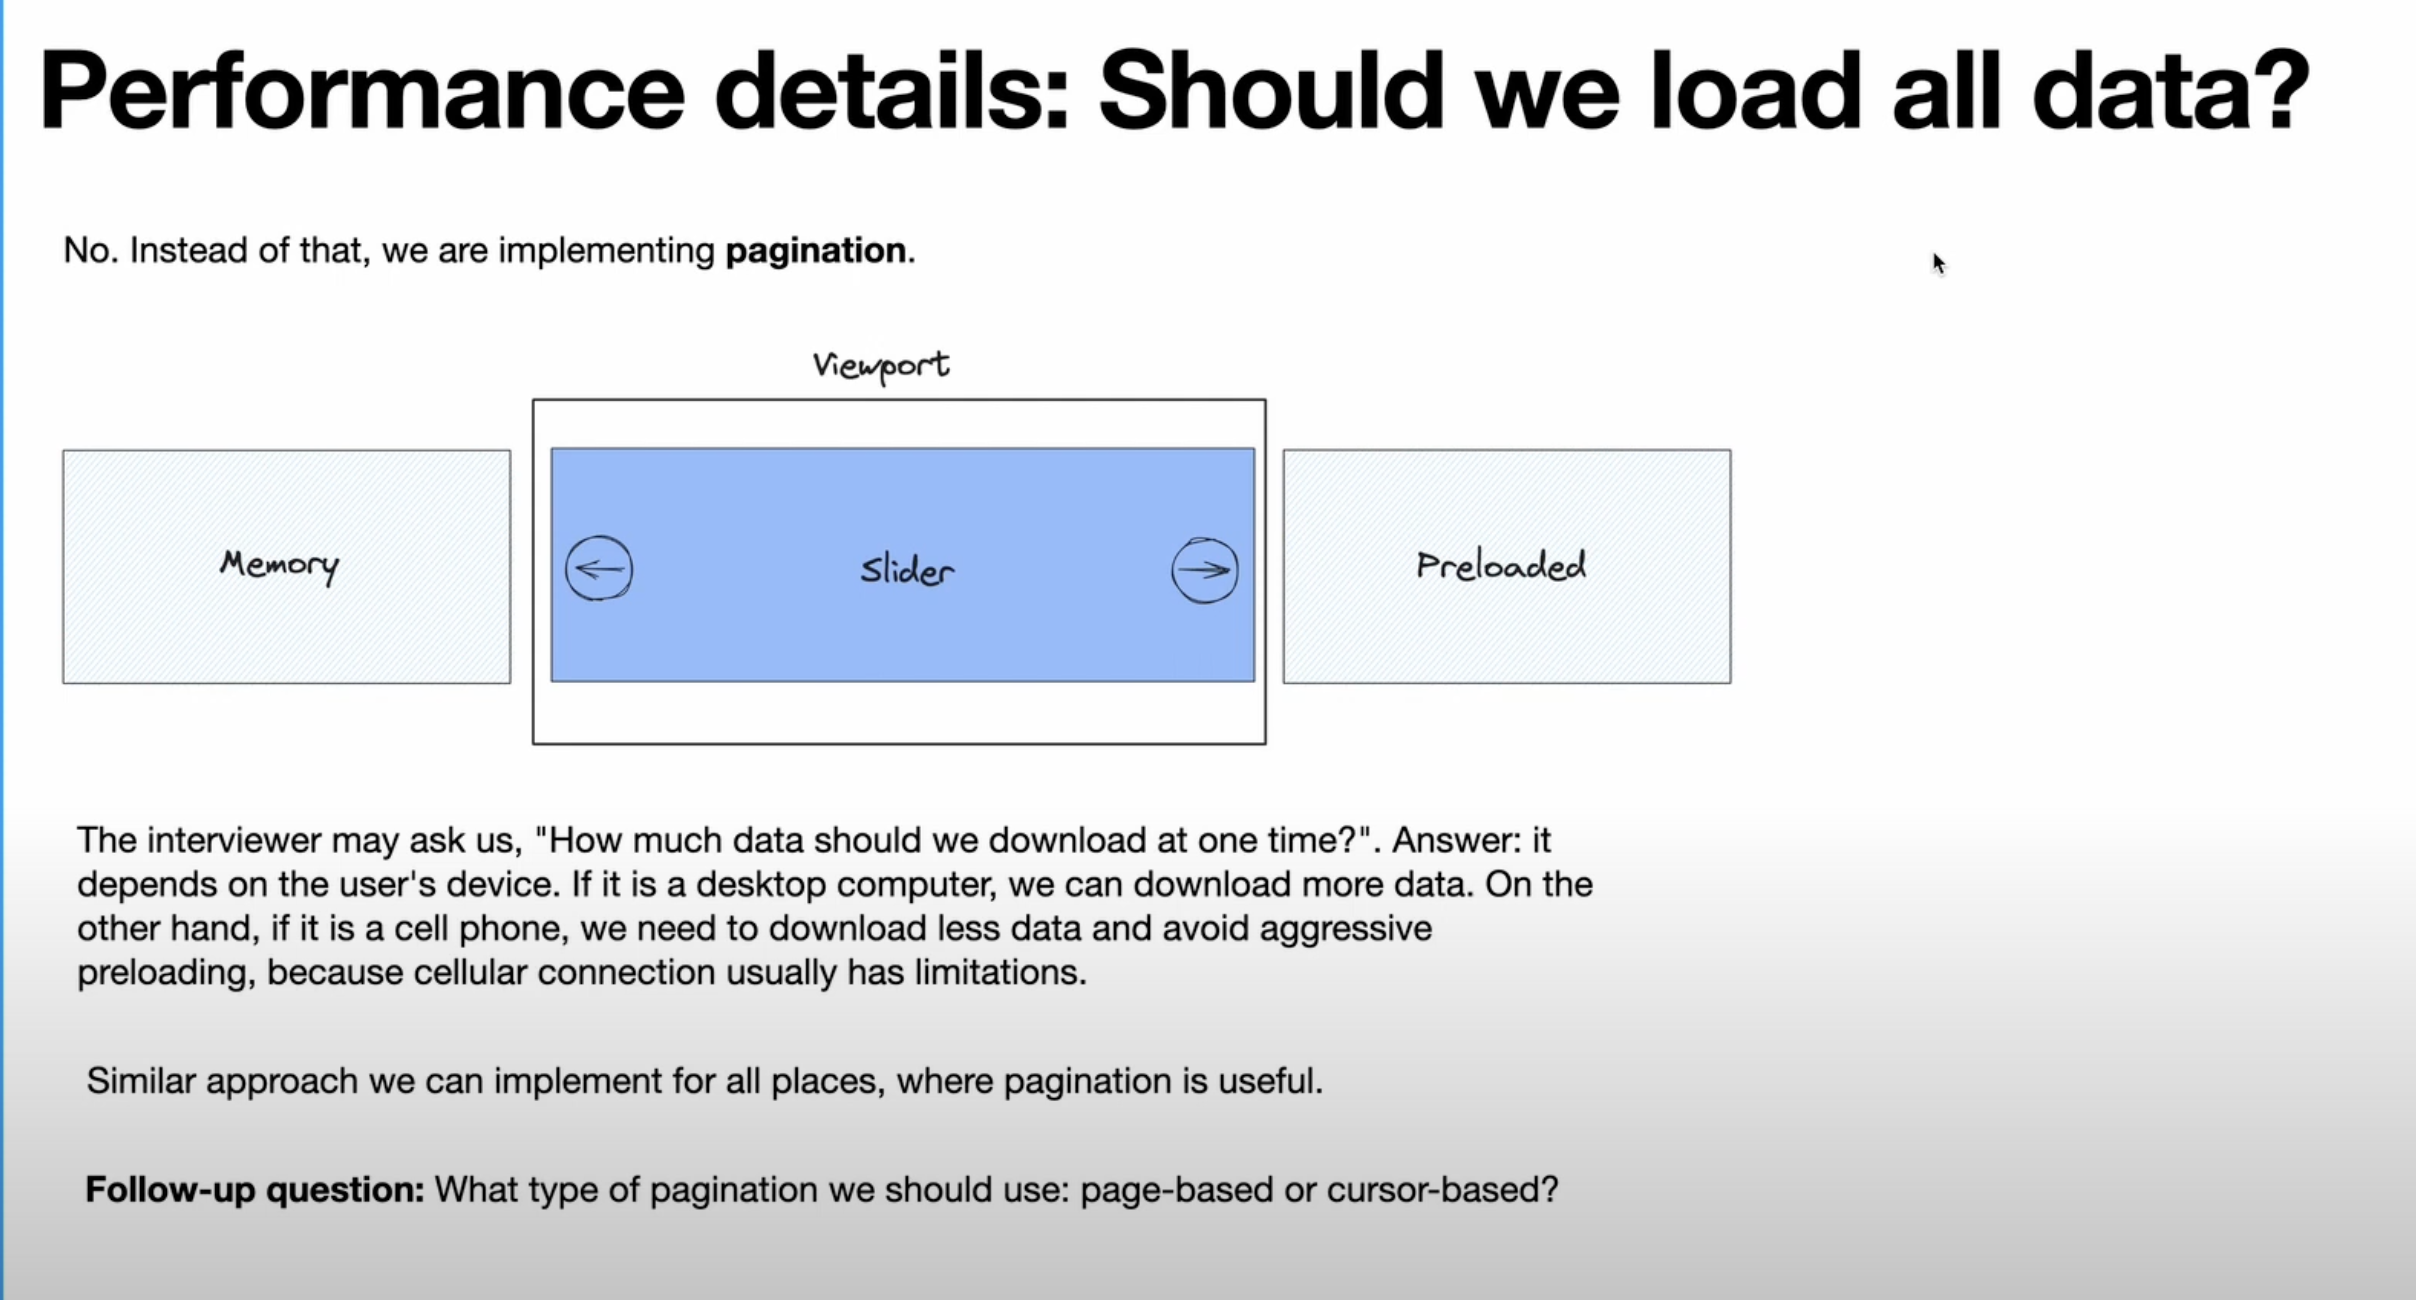 Performance details: Should we load all data?
No. Instead of that, we are implementing pagination.
Viewport
Memory
Slider
Preloaded
The interviewer may ask us, "How much data should we download at one time?". Answer: it
depends on the user's device. If it is a desktop computer, we can download more data. On the
other hand, if it is a cell phone, we need to download less data and avoid aggressive
preloading, because cellular connection usually has limitations.
Similar approach we can implement for all places, where pagination is useful.
Follow-up question: What type of pagination we should use: page-based or cursor-based?